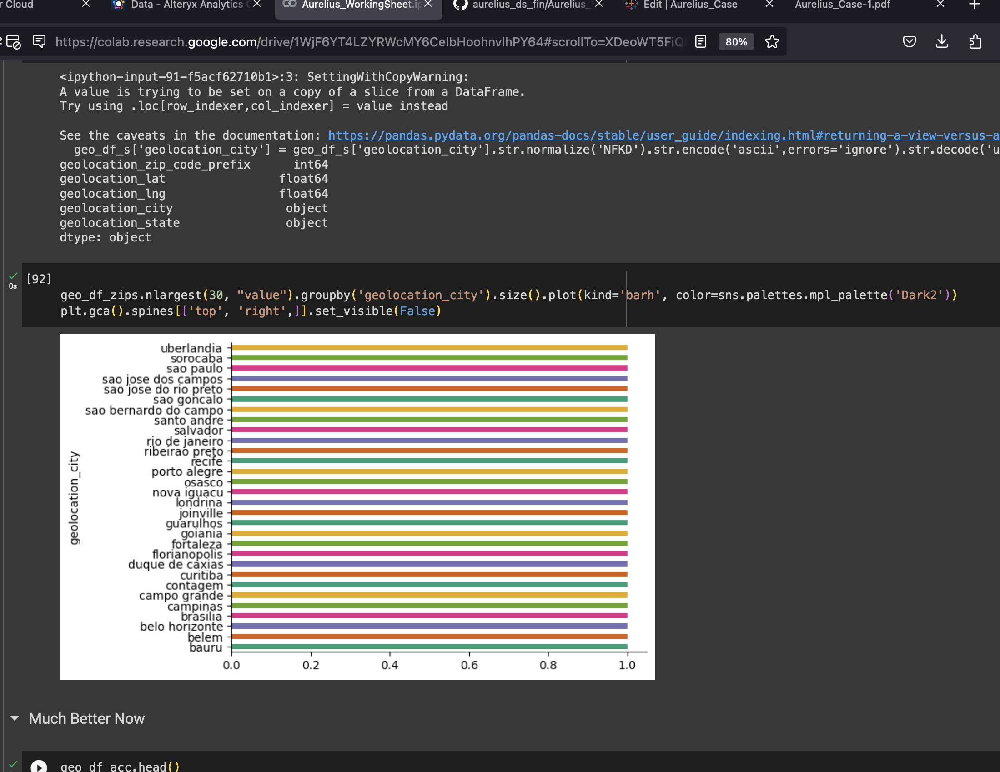 r Cloud
Data - Alteryx Analytics
Aurelius_WorkingSheet.ip
aurelius_ds_fin/Aurelius_
Edit | Aurelius_Case
Aurelius_Case-1.pdf
https://colab.research.google.com/drive/1WjF6YT4LZYRWcMY6CeIbHoohnvlhPY64#scrollTo=XDeoWT5FiQ
80%
<ipython-input-91-f5acf62710b1>:3: SettingWithCopyWarning:
A value is trying to be set on a copy of a slice from a DataFrame.
Try using .loc[row_indexer,col_indexer] = value instead
See the caveats in the documentation: https://pandas.pydata.org/pandas-docs/stable/user_guide/indexing.html#returning-a-view-versus-a
geo_df_s['geolocation_city'] = geo_df_s['geolocation_city'].str.normalize('NFKD').str.encode('ascii',errors='ignore').str.decode('u
geolocation_zip_code_prefix int64
geolocation_lat float64
geolocation_lng float64
geolocation_city object
geolocation_state object
dtype: object
[92]
0s
geo_df_zips.nlargest(30, "value").groupby('geolocation_city').size().plot(kind='barh', color=sns.palettes.mpl_palette('Dark2'))
plt.gca().spines[['top', 'right',]].set_visible(False)
uberlandia
sorocaba
sao paulo
sao jose dos campos
sao jose do rio preto
sao goncalo
sao bernardo do campo
santo andre
salvador
rio de janeiro
ribeirao preto
recife
porto alegre
osasco
nova iguacu
londrina
joinville
guarulhos
goiania
fortaleza
florianopolis
duque de caxias
curitiba
contagem
campo grande
campinas
brasilia
belo horizonte
belem
bauru
geolocation_city
0.0 0.2 0.4 0.6 0.8 1.0
Much Better Now
geo_df_acc.head()